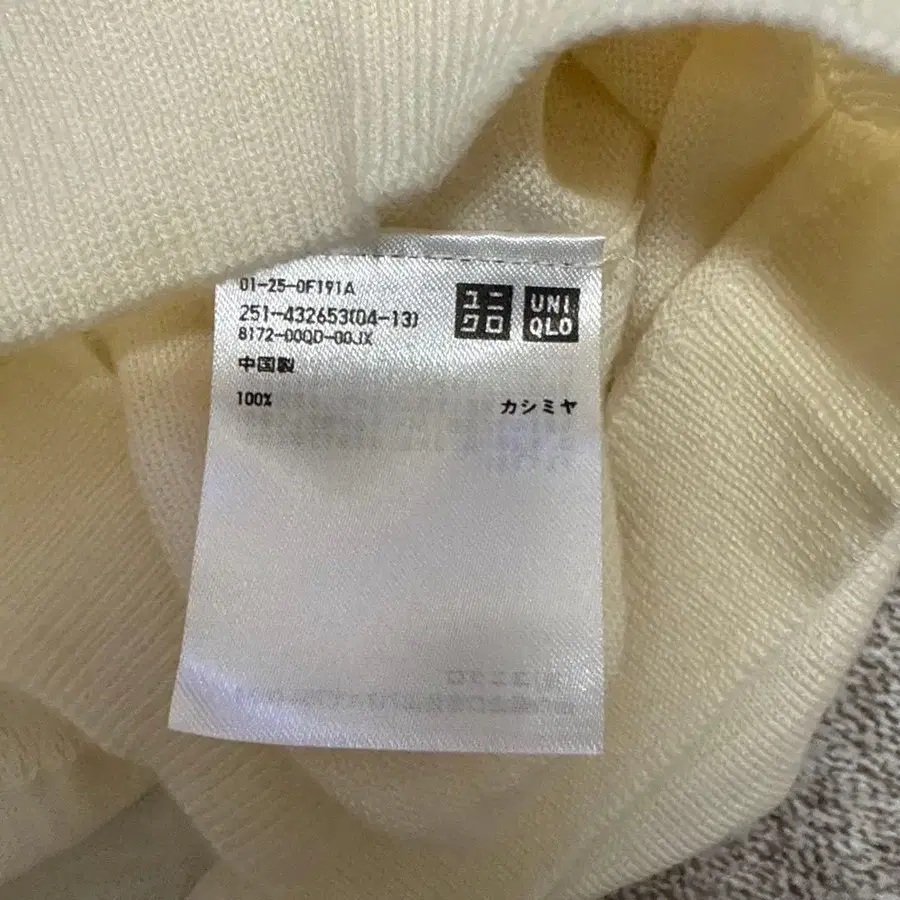 01-25-0F191A
251-432653(04-13)
8172-00QD-00JX
ユニ
クロ
UNI
QLO
中国製
100% カシミヤ